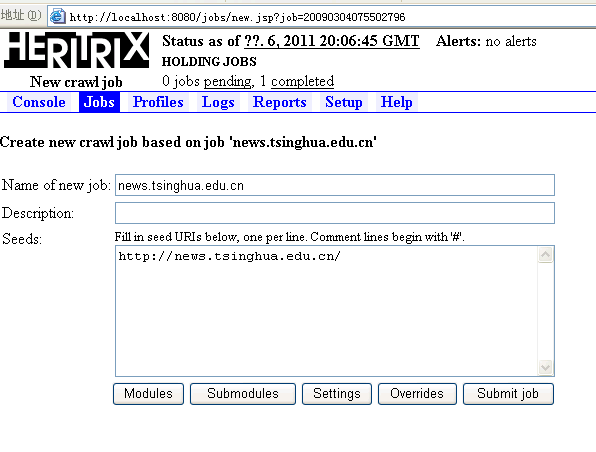 地址(D) http://localhost:8080/jobs/new.jsp?job=20090304075502796
HERITRIX Status as of ??. 6, 2011 20:06:45 GMT Alerts: no alerts
HOLDING JOBS
New crawl job 0 jobs pending, 1 completed
Console Jobs Profiles Logs Reports Setup Help
Create new crawl job based on job 'news.tsinghua.edu.cn'
Name of new job: news.tsinghua.edu.cn
Description:
Seeds: Fill in seed URIs below, one per line. Comment lines begin with '#'.
http://news.tsinghua.edu.cn/
Modules Submodules Settings Overrides Submit job